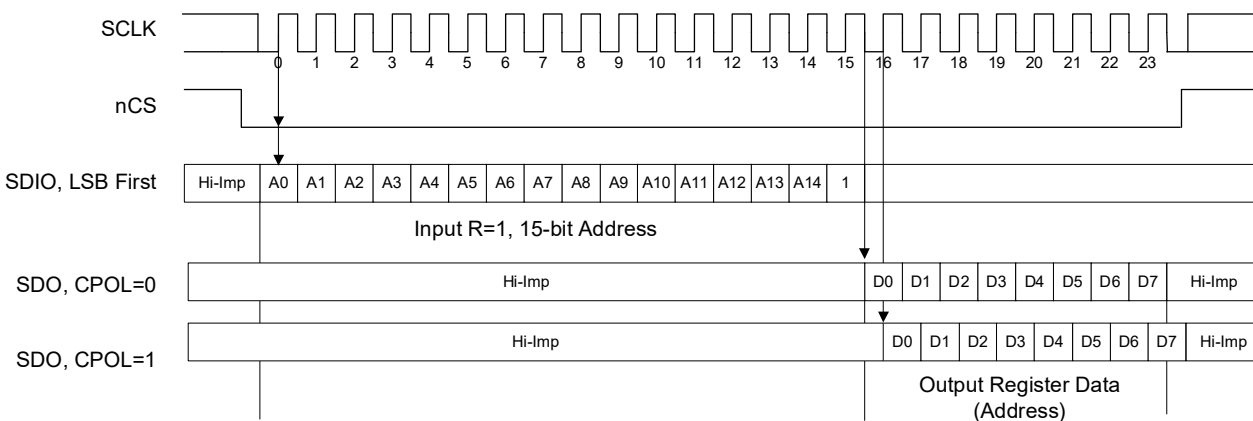 SCLK
0 1 2 3 4 5 6 7 8 9 10 11 12 13 14 15 16 17 18 19 20 21 22 23
nCS
SDIO, LSB First Hi-Imp A0 A1 A2 A3 A4 A5 A6 A7 A8 A9 A10 A11 A12 A13 A14 1
Input R=1, 15-bit Address
SDO, CPOL=0 Hi-Imp D0 D1 D2 D3 D4 D5 D6 D7 Hi-Imp
SDO, CPOL=1 Hi-Imp D0 D1 D2 D3 D4 D5 D6 D7 Hi-Imp
Output Register Data
(Address)